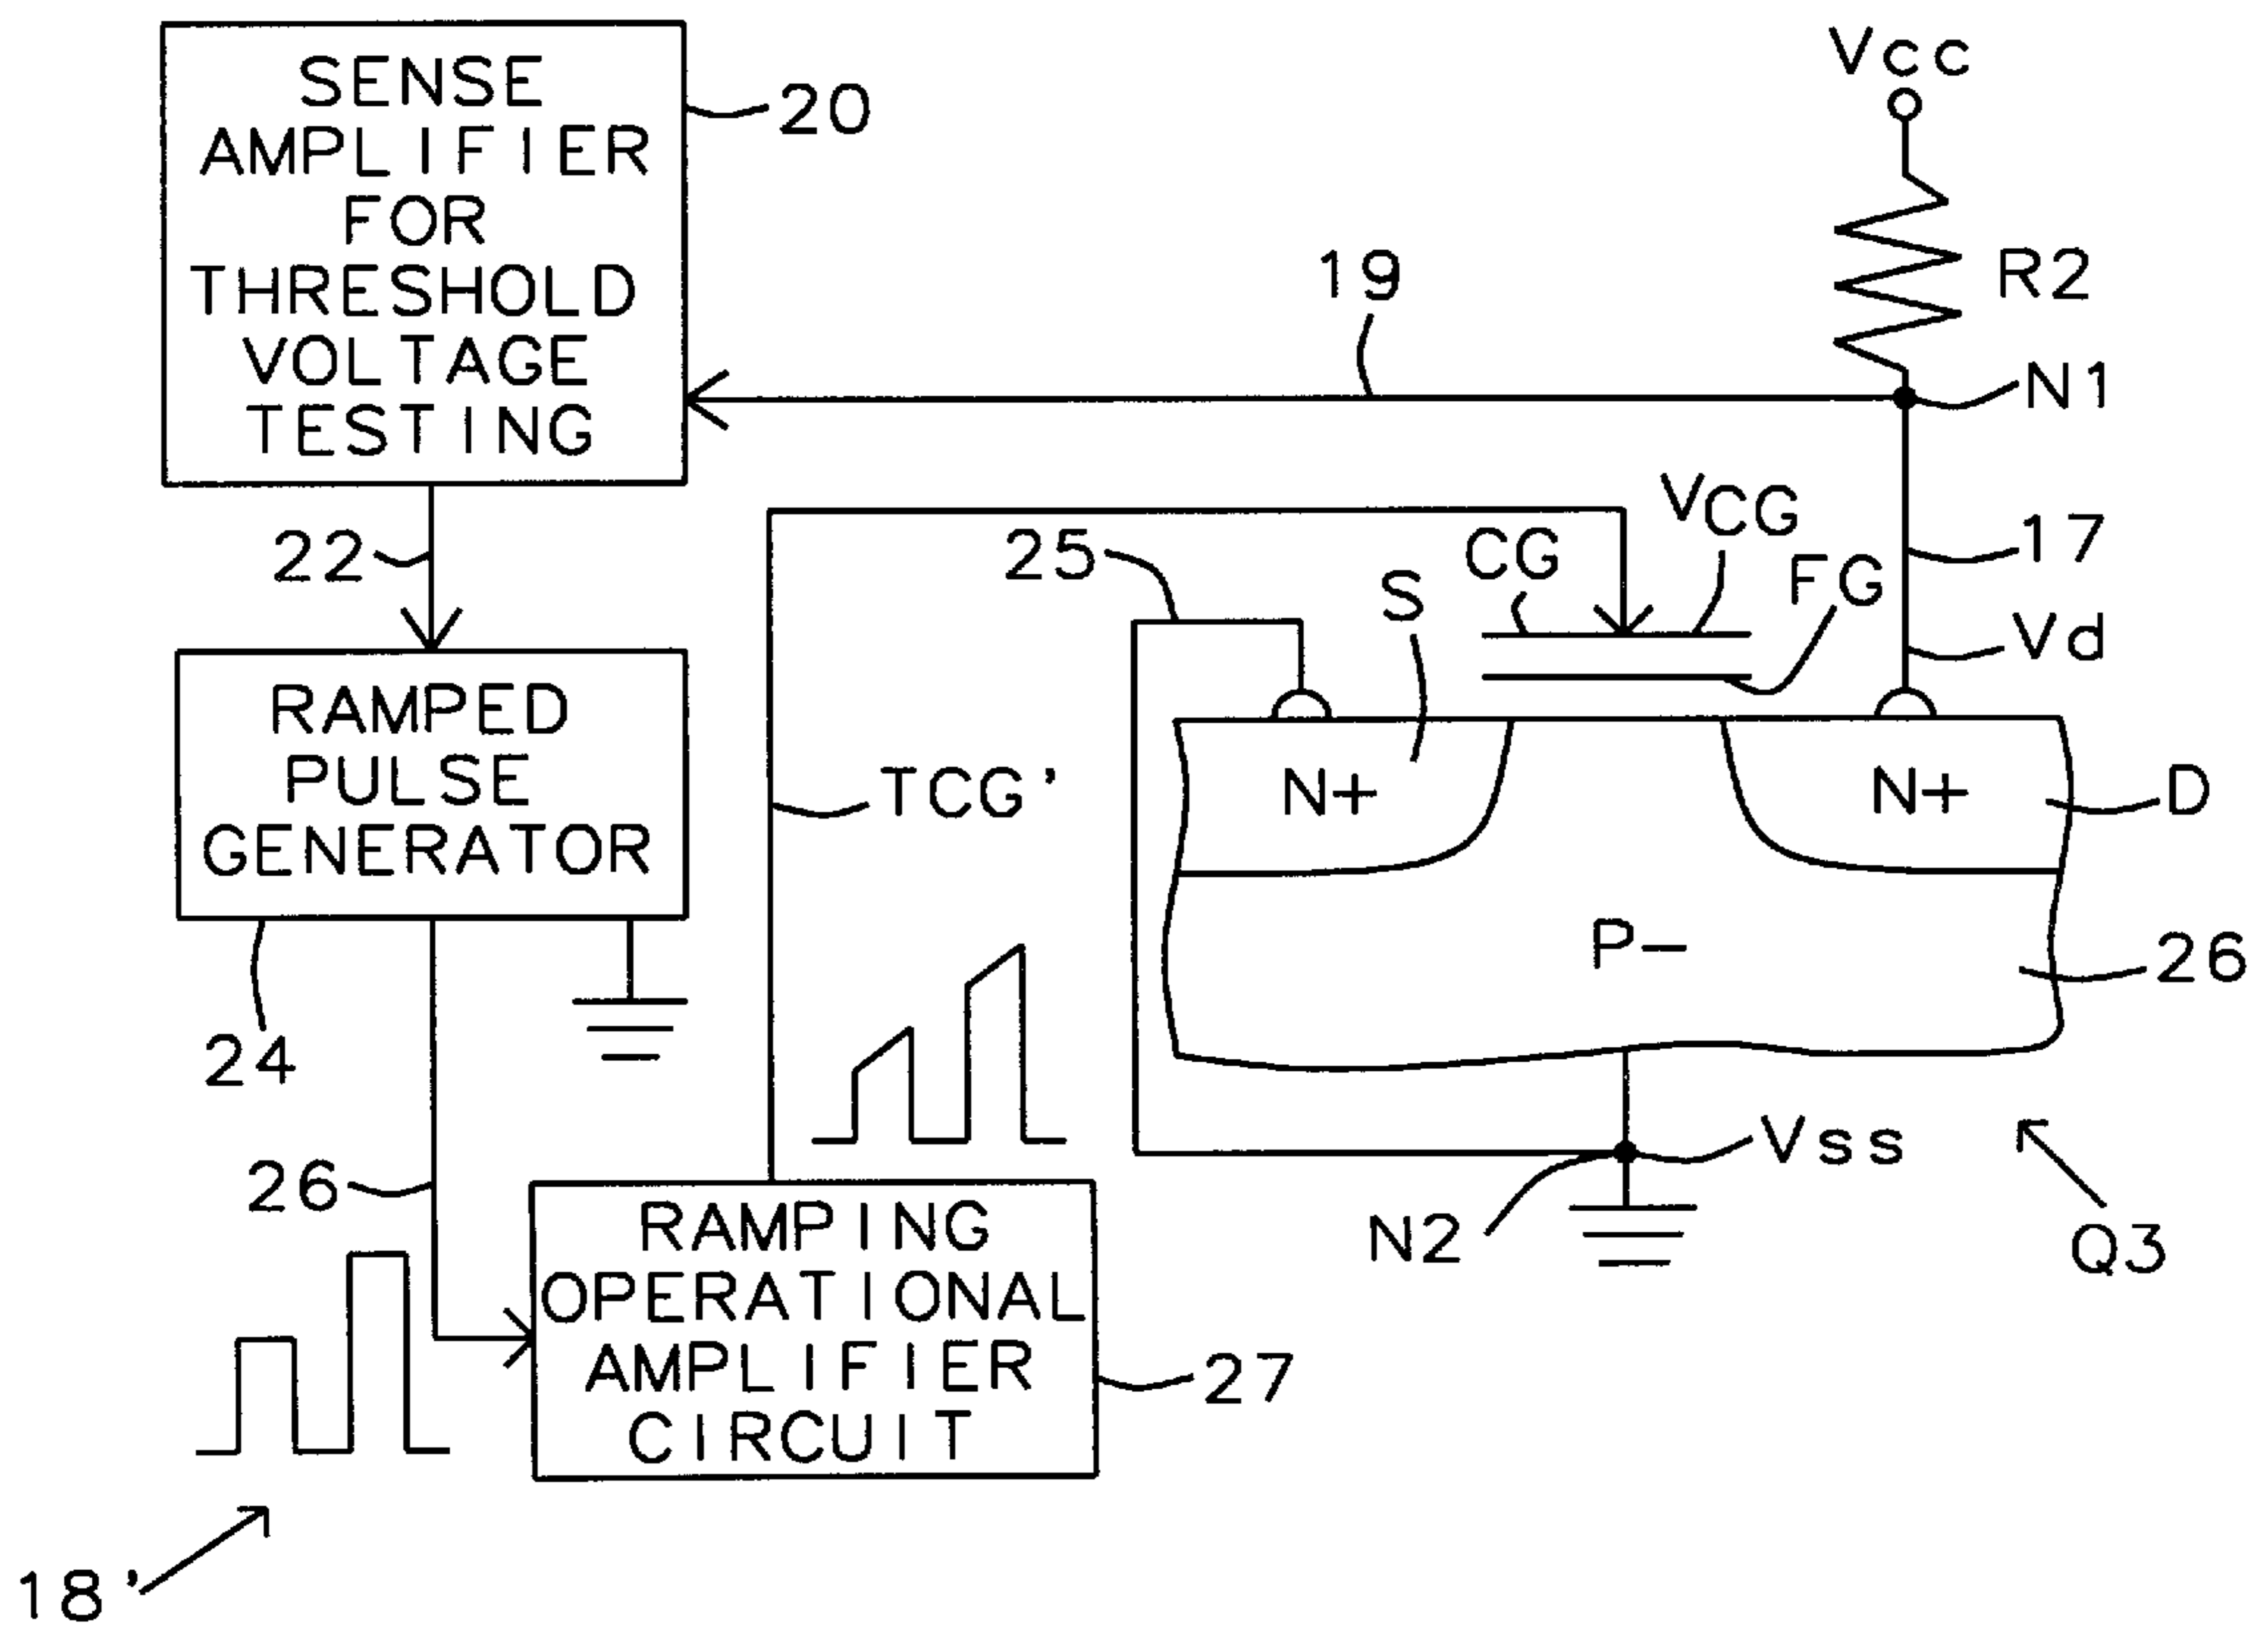 SENSE
AMPLIFIER
FOR
THRESHOLD
VOLTAGE
TESTING
20
Vcc
R2
19
N1
22
25
CG
VCG
S
FG
17
Vd
RAMPED
PULSE
GENERATOR
TCG'
N+
N+
D
P-
26
24
26
Vss
N2
Q3
RAMPING
OPERATIONAL
AMPLIFIER
CIRCUIT
27
18'